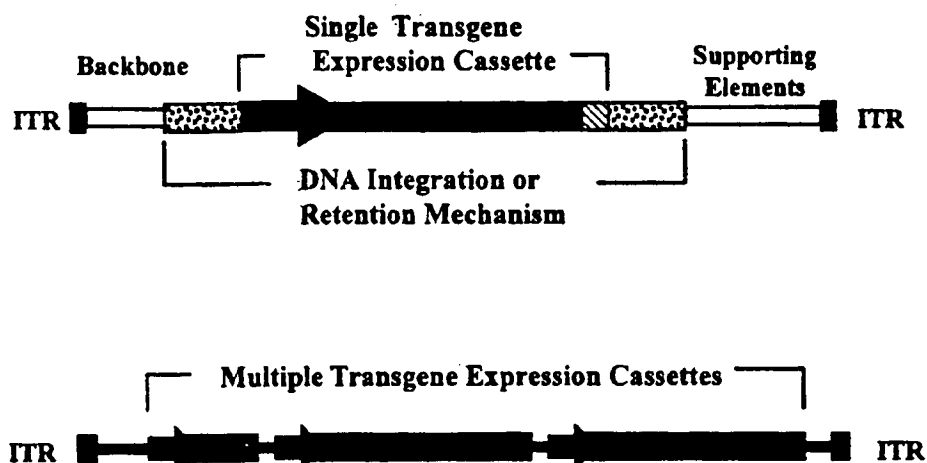 Single Transgene
Expression Cassette
Backbone
Supporting
Elements
ITR
ITR
DNA Integration or
Retention Mechanism
Multiple Transgene Expression Cassettes
ITR
ITR